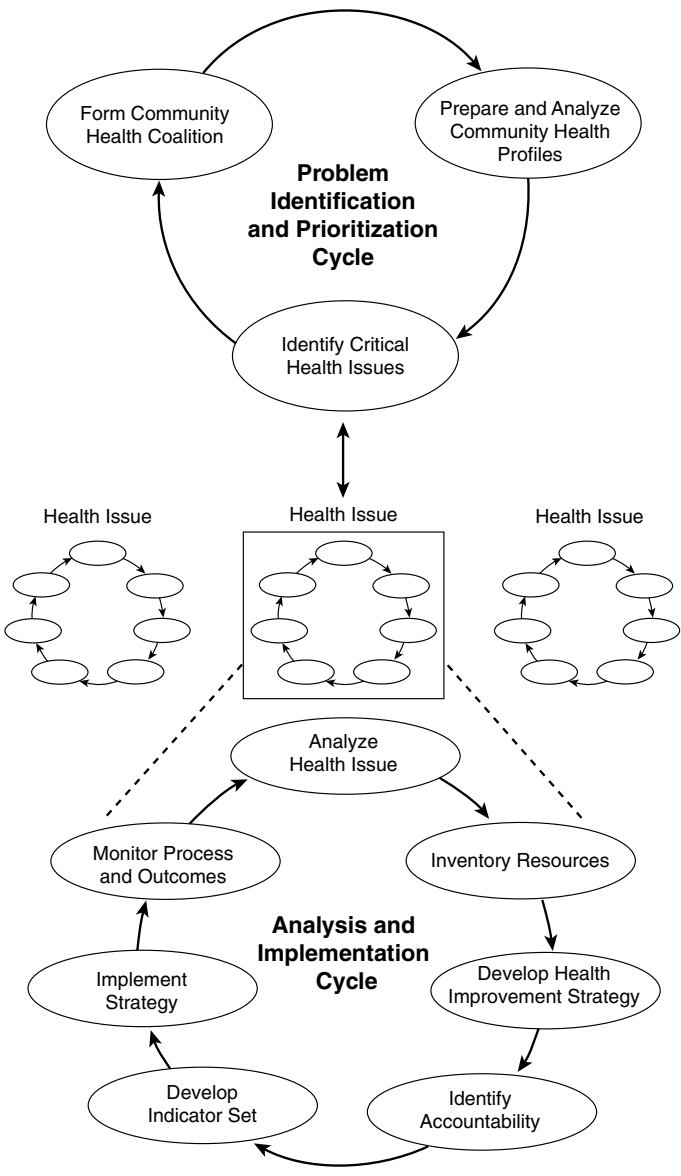 Form Community
Health Coalition
Prepare and Analyze
Community Health
Profiles
Problem
Identification
and Prioritization
Cycle
Identify Critical
Health Issues
Health Issue
Health Issue
Health Issue
Analyze
Health Issue
Monitor Process
and Outcomes
Inventory Resources
Analysis and
Implementation
Cycle
Implement
Strategy
Develop Health
Improvement Strategy
Develop
Indicator Set
Identify
Accountability